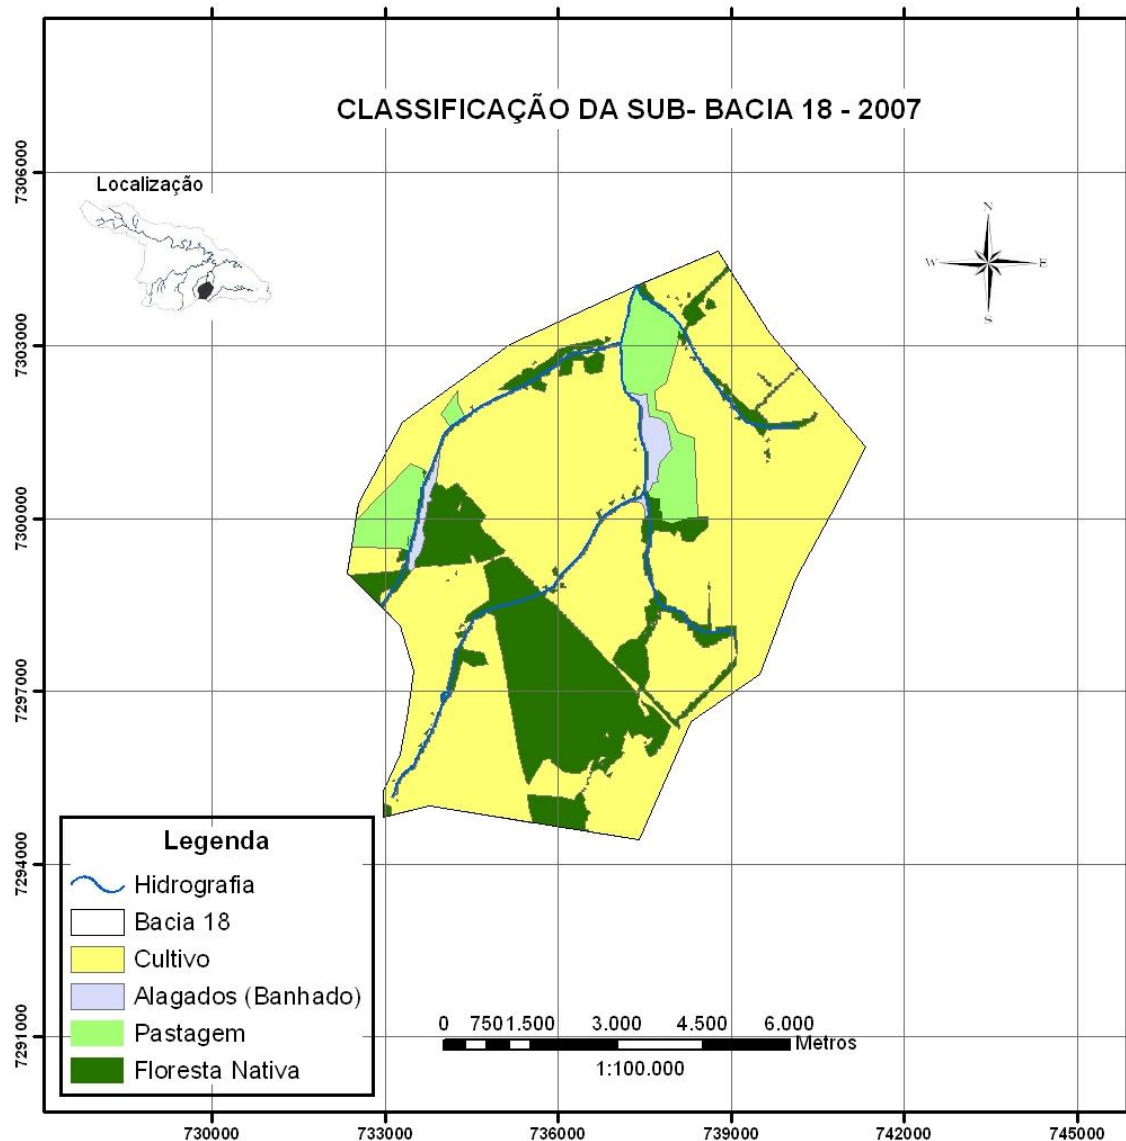 CLASSIFICAÇÃO DA SUB- BACIA 18 - 2007
Localização
N
W E
S
7306000
7303000
7300000
7297000
7294000
7291000
Legenda
Hidrografia
Bacia 18
Cultivo
Alagados (Banhado)
Pastagem
Floresta Nativa
0 750 1.500 3.000 4.500 6.000
Metros
1:100.000
730000 733000 736000 739000 742000 745000